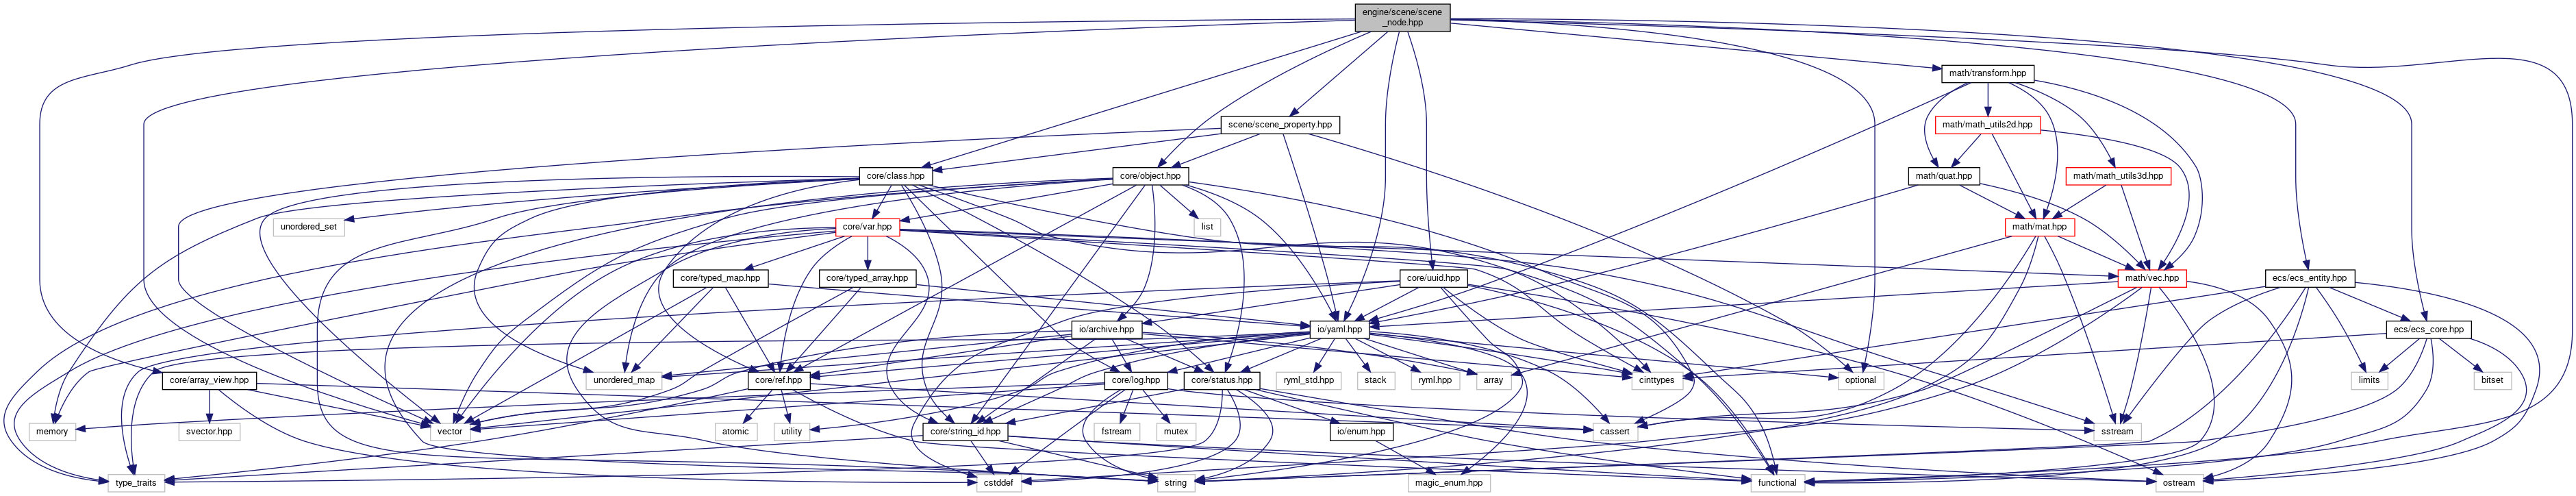 engine/scene/scene
_node.hpp
math/transform.hpp
scene/scene_property.hpp
math/math_utils2d.hpp
core/class.hpp
core/object.hpp
math/quat.hpp
math/math_utils3d.hpp
unordered_set
core/var.hpp
list
math/mat.hpp
core/typed_map.hpp
core/typed_array.hpp
core/uuid.hpp
math/vec.hpp
ecs/ecs_entity.hpp
io/archive.hpp
io/yaml.hpp
ecs/ecs_core.hpp
core/array_view.hpp
unordered_map
core/ref.hpp
core/log.hpp
core/status.hpp
ryml_std.hpp
stack
ryml.hpp
array
cinttypes
optional
limits
bitset
memory
svector.hpp
vector
atomic
utility
core/string_id.hpp
fstream
mutex
io/enum.hpp
cassert
sstream
type_traits
cstddef
string
magic_enum.hpp
functional
ostream